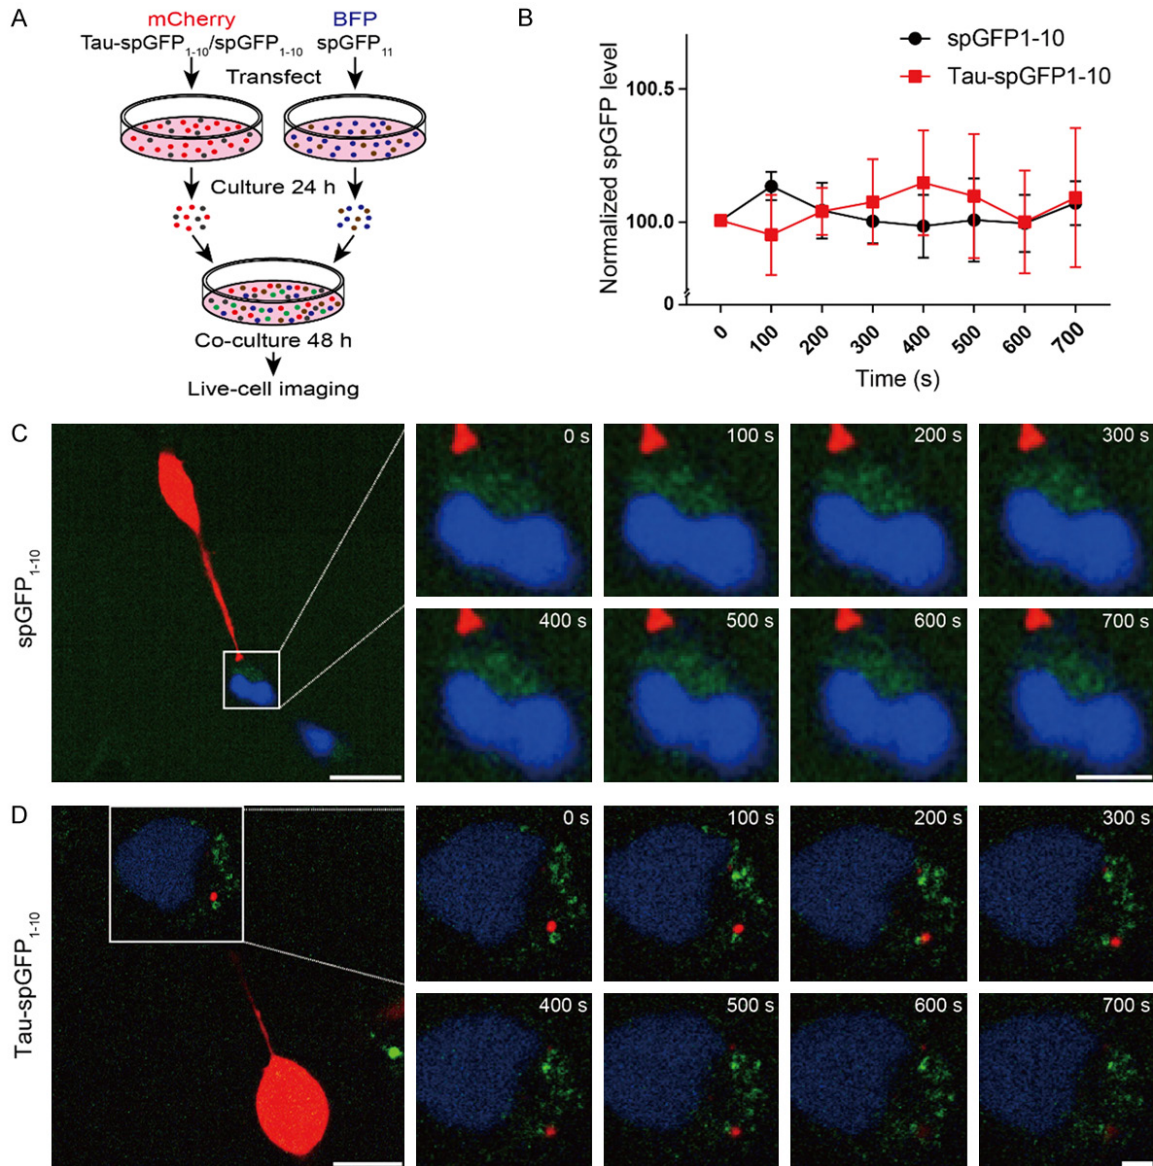 A
mCherry
BFP
Tau-spGFP1-10/spGFP1-10
spGFP11
Transfect
Culture 24 h
Co-culture 48 h
Live-cell imaging
B
spGFP1-10
Tau-spGFP1-10
Normalized spGFP level
100.5
100.0
0
0
100
200
300
400
500
600
700
Time (s)
C
spGFP1-10
0 s
100 s
200 s
300 s
400 s
500 s
600 s
700 s
D
Tau-spGFP1-10
0 s
100 s
200 s
300 s
400 s
500 s
600 s
700 s